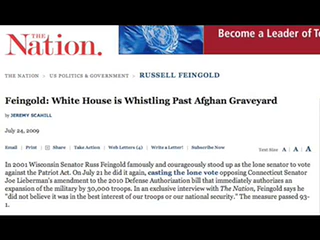 THE
Nation.
Become a Leader of To
THE NATION » US POLITICS & GOVERNMENT » RUSSELL FEINGOLD
Feingold: White House is Whistling Past Afghan Graveyard
by JEREMY SCAHILL
July 24, 2009
Email | Print | Share | Take Action | Web Letters (4) | Write a Letter! | Subscribe Now Text Size A A A
In 2001 Wisconsin Senator Russ Feingold famously and courageously stood up as the lone senator to vote
against the Patriot Act. On July 21 he did it again, casting the lone vote opposing Connecticut Senator
Joe Lieberman's amendment to the 2010 Defense Authorisation bill that immediately authorizes an
expansion of the military by 30,000 troops. In an exclusive interview with The Nation, Feingold says he
"did not believe it was in the best interest of our troops or our national security." The measure passed 93-
1.